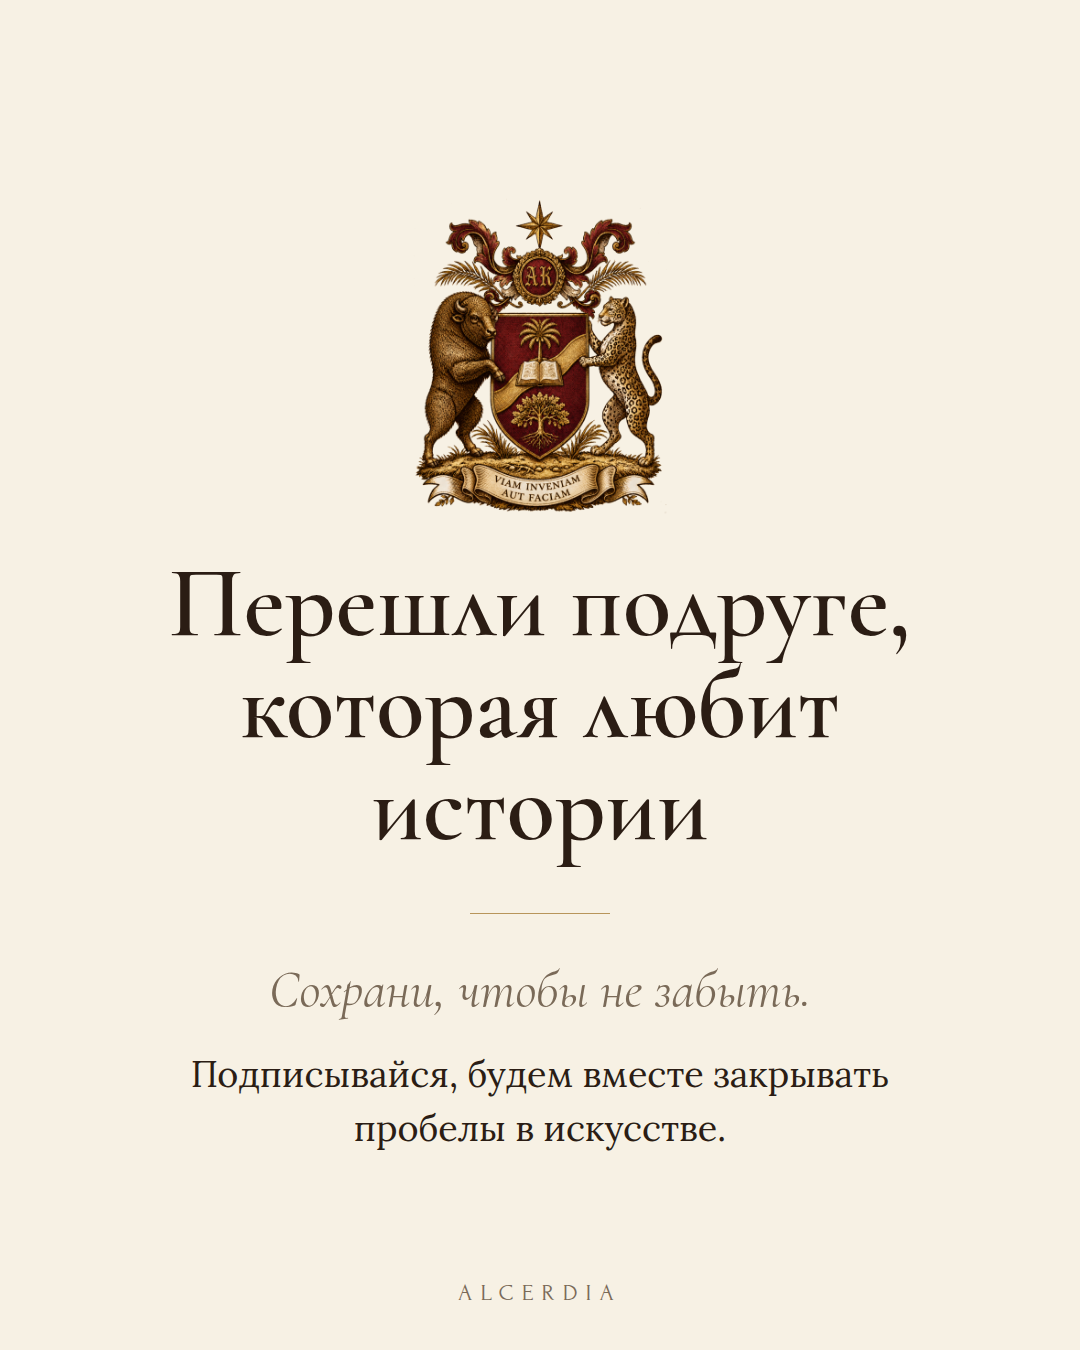 АК
VIAM INVENIAM
AUT FACIAM
Перешли подруге,
которая любит
истории
Сохрани, чтобы не забыть.
Подписывайся, будем вместе закрывать
пробелы в искусстве.
ALCERDIA